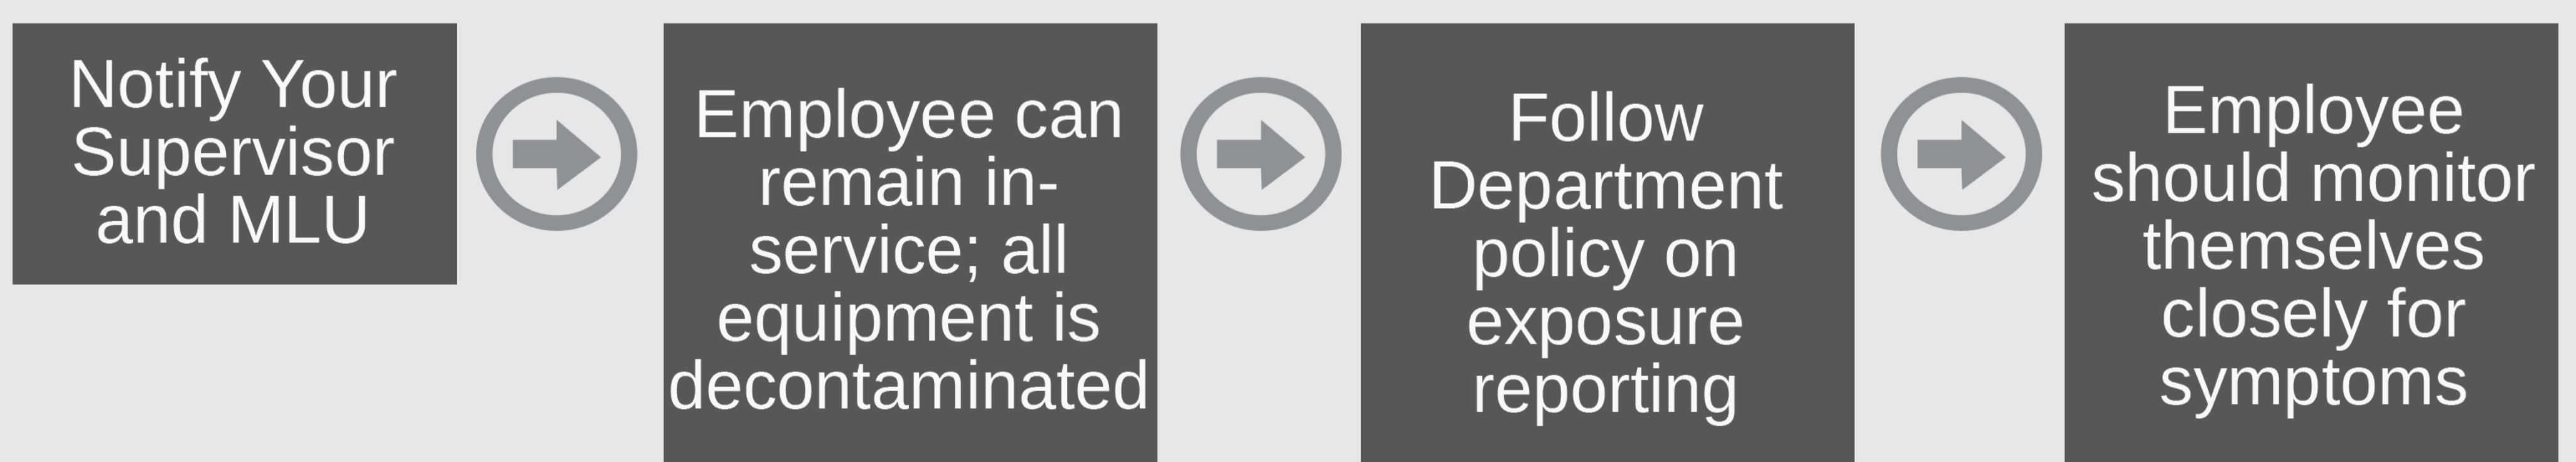 Notify Your
Supervisor
and MLU
Employee can
remain in-
service; all
equipment is
decontaminated
Follow
Department
policy on
exposure
reporting
Employee
should monitor
themselves
closely for
symptoms